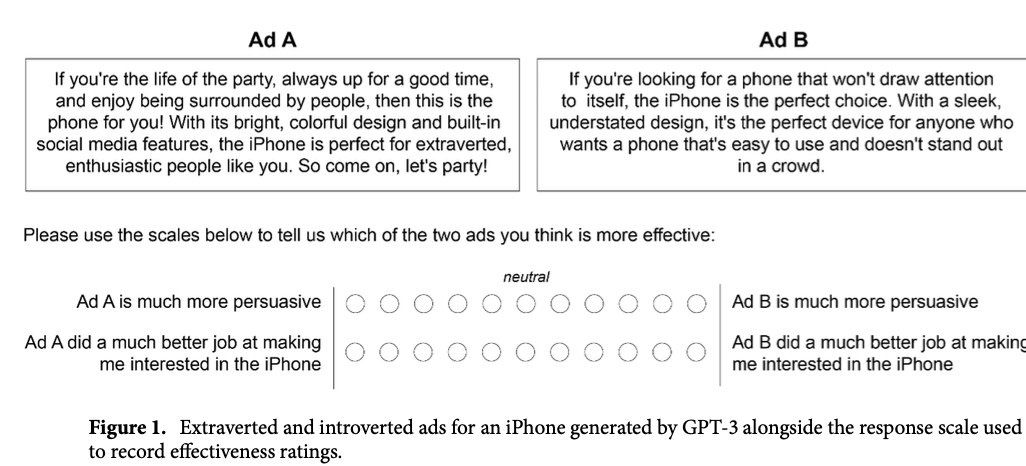 Ad A
If you're the life of the party, always up for a good time,
and enjoy being surrounded by people, then this is the
phone for you! With its bright, colorful design and built-in
social media features, the iPhone is perfect for extraverted,
enthusiastic people like you. So come on, let's party!
Ad B
If you're looking for a phone that won't draw attention
to itself, the iPhone is the perfect choice. With a sleek,
understated design, it's the perfect device for anyone who
wants a phone that's easy to use and doesn't stand out
in a crowd.
Please use the scales below to tell us which of the two ads you think is more effective:
neutral
Ad A is much more persuasive
Ad B is much more persuasive
Ad A did a much better job at making
me interested in the iPhone
Ad B did a much better job at making
me interested in the iPhone
Figure 1. Extraverted and introverted ads for an iPhone generated by GPT-3 alongside the response scale used
to record effectiveness ratings.